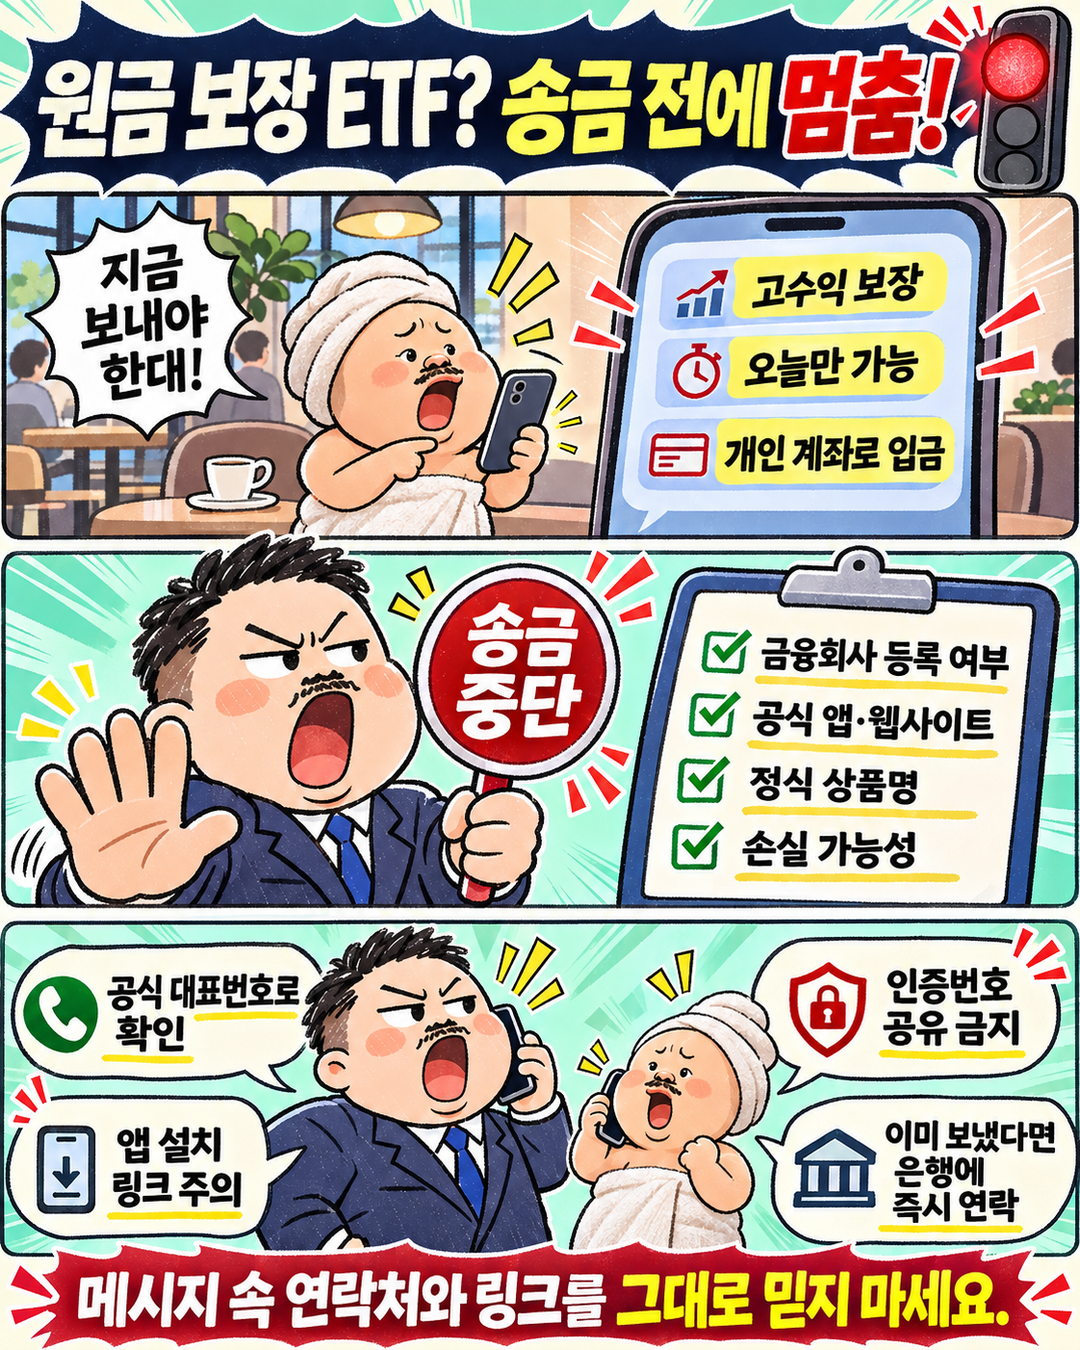 원금 보장 ETF? 송금 전에 멈춤!
지금
보내야
한대!
고수익 보장
오늘만 가능
개인 계좌로 입금
송금
중단
금융회사 등록 여부
공식 앱·웹사이트
정식 상품명
손실 가능성
공식 대표번호로
확인
인증번호
공유 금지
앱 설치
링크 주의
이미 보냈다면
은행에
즉시 연락
메시지 속 연락처와 링크를 그대로 믿지 마세요.